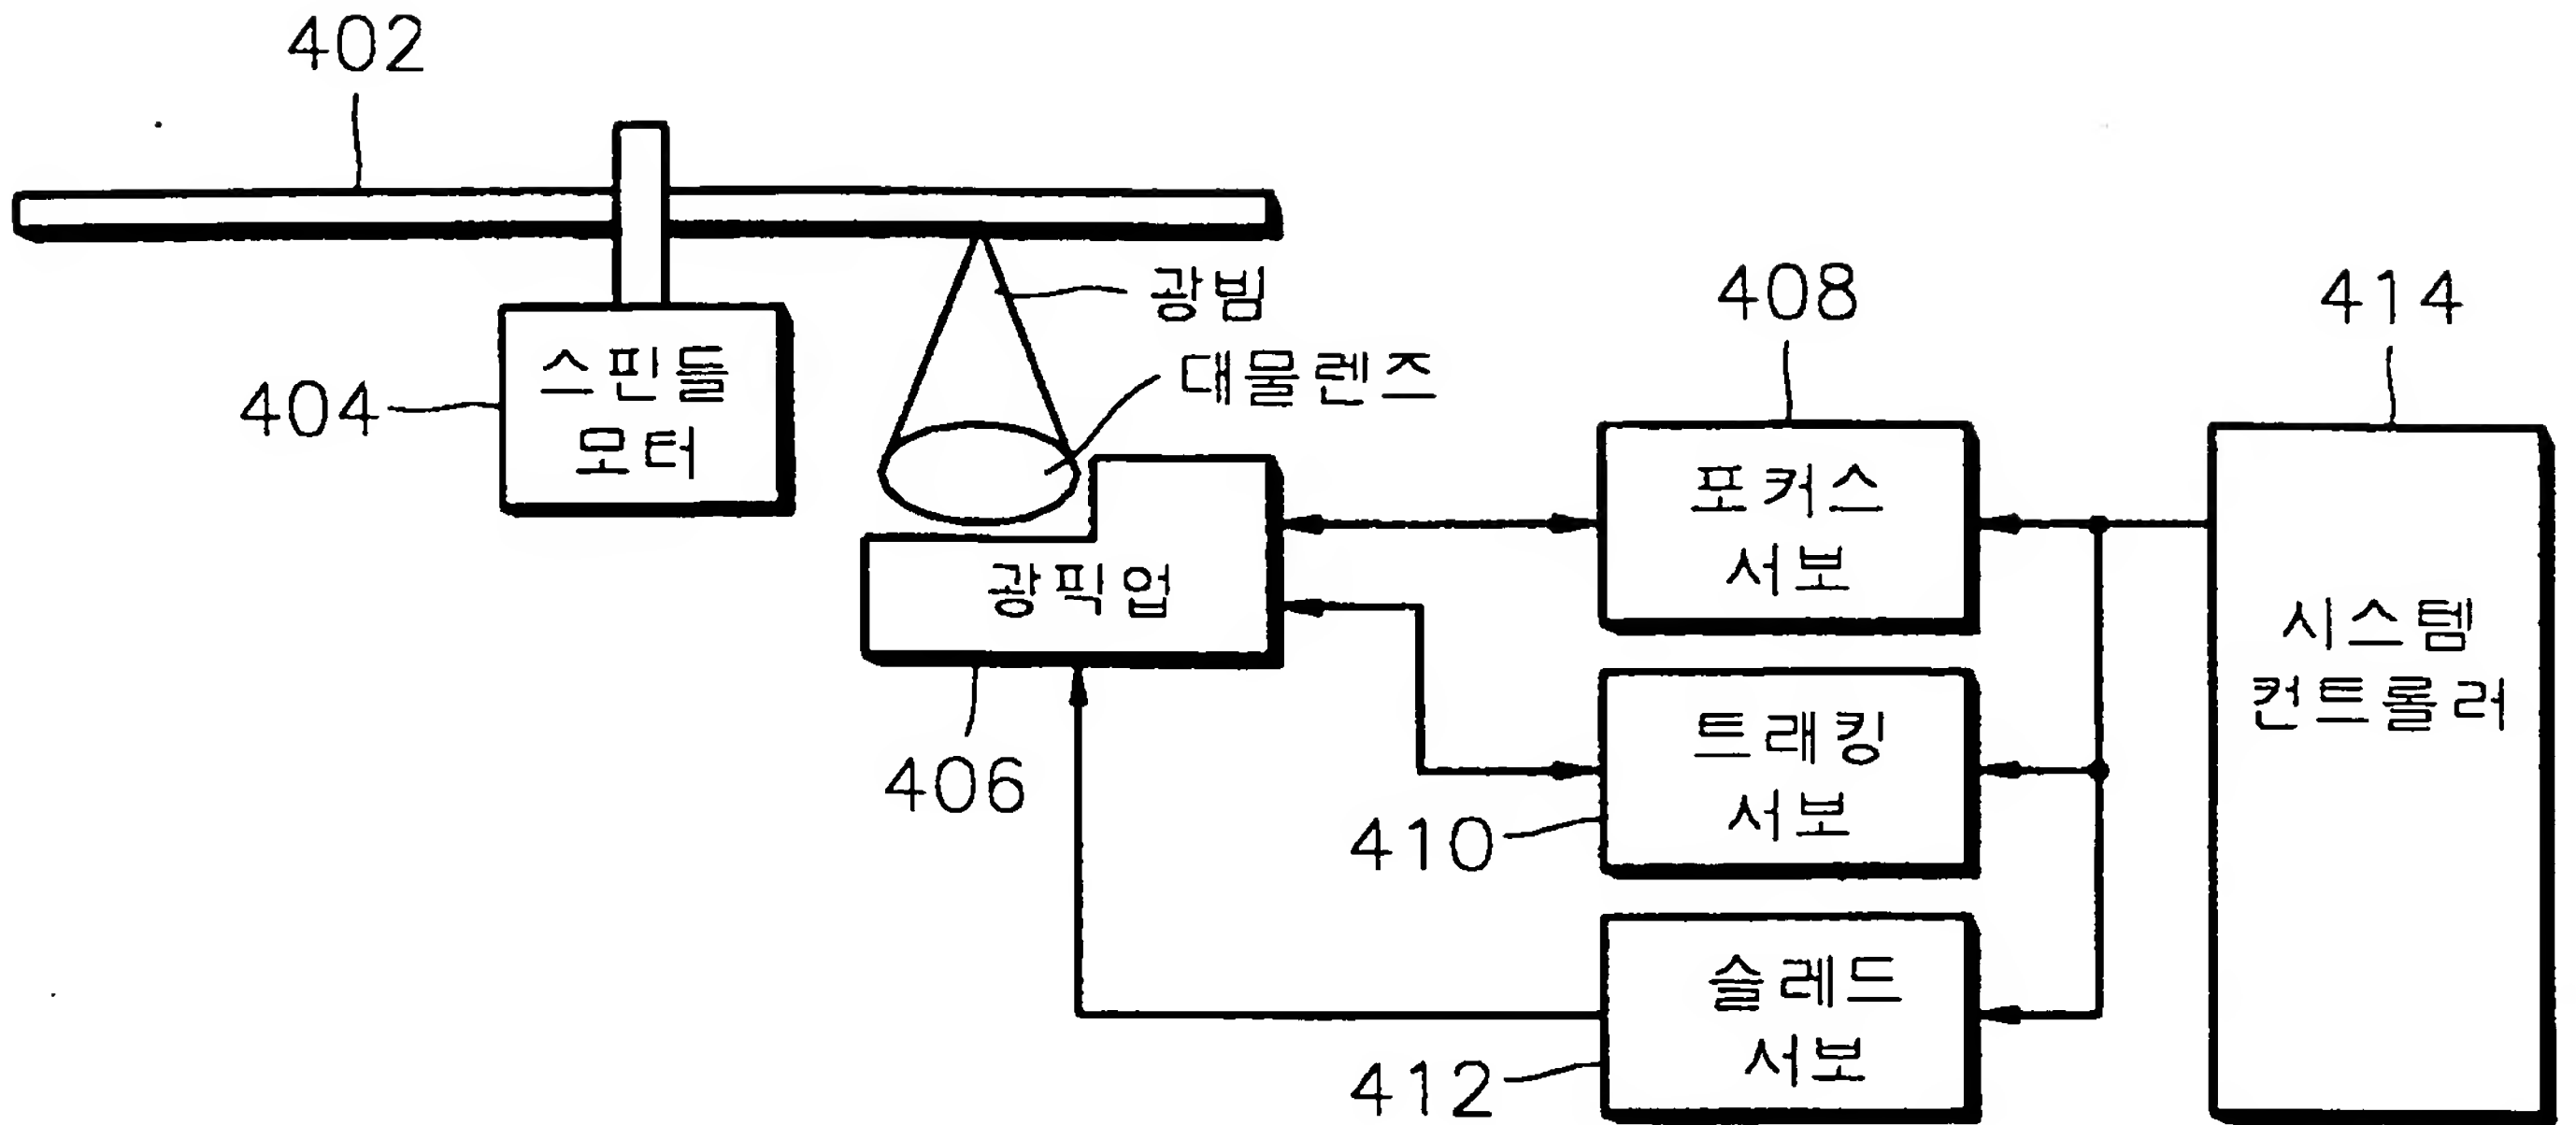 402
광빔
408
414
대물렌즈
404
스핀들
모터
포커스
서보
광픽업
시스템
컨트롤러
406
트래킹
서보
410
슬레드
서보
412